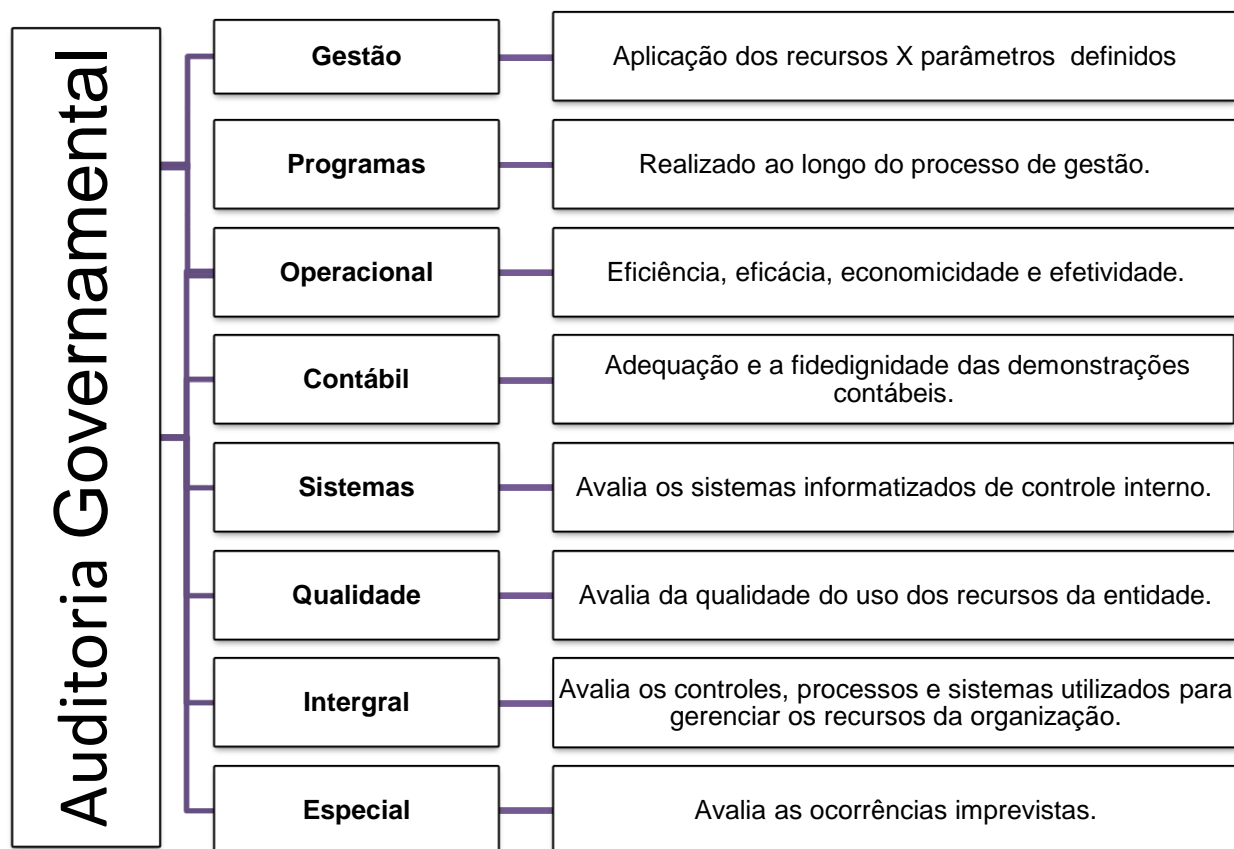 Auditoria Governamental
Gestão
Aplicação dos recursos X parâmetros definidos
Programas
Realizado ao longo do processo de gestão.
Operacional
Eficiência, eficácia, economicidade e efetividade.
Contábil
Adequação e a fidedignidade das demonstrações
contábeis.
Sistemas
Avalia os sistemas informatizados de controle interno.
Qualidade
Avalia da qualidade do uso dos recursos da entidade.
Intergral
Avalia os controles, processos e sistemas utilizados para
gerenciar os recursos da organização.
Especial
Avalia as ocorrências imprevistas.